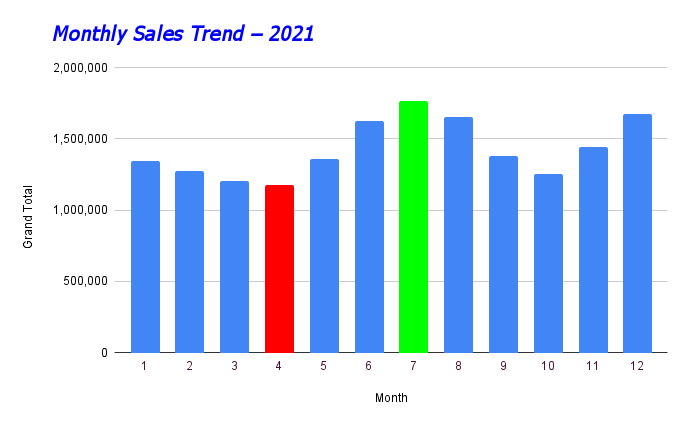 Monthly Sales Trend – 2021
2,000,000
1,500,000
1,000,000
500,000
0
Grand Total
1 2 3 4 5 6 7 8 9 10 11 12
Month